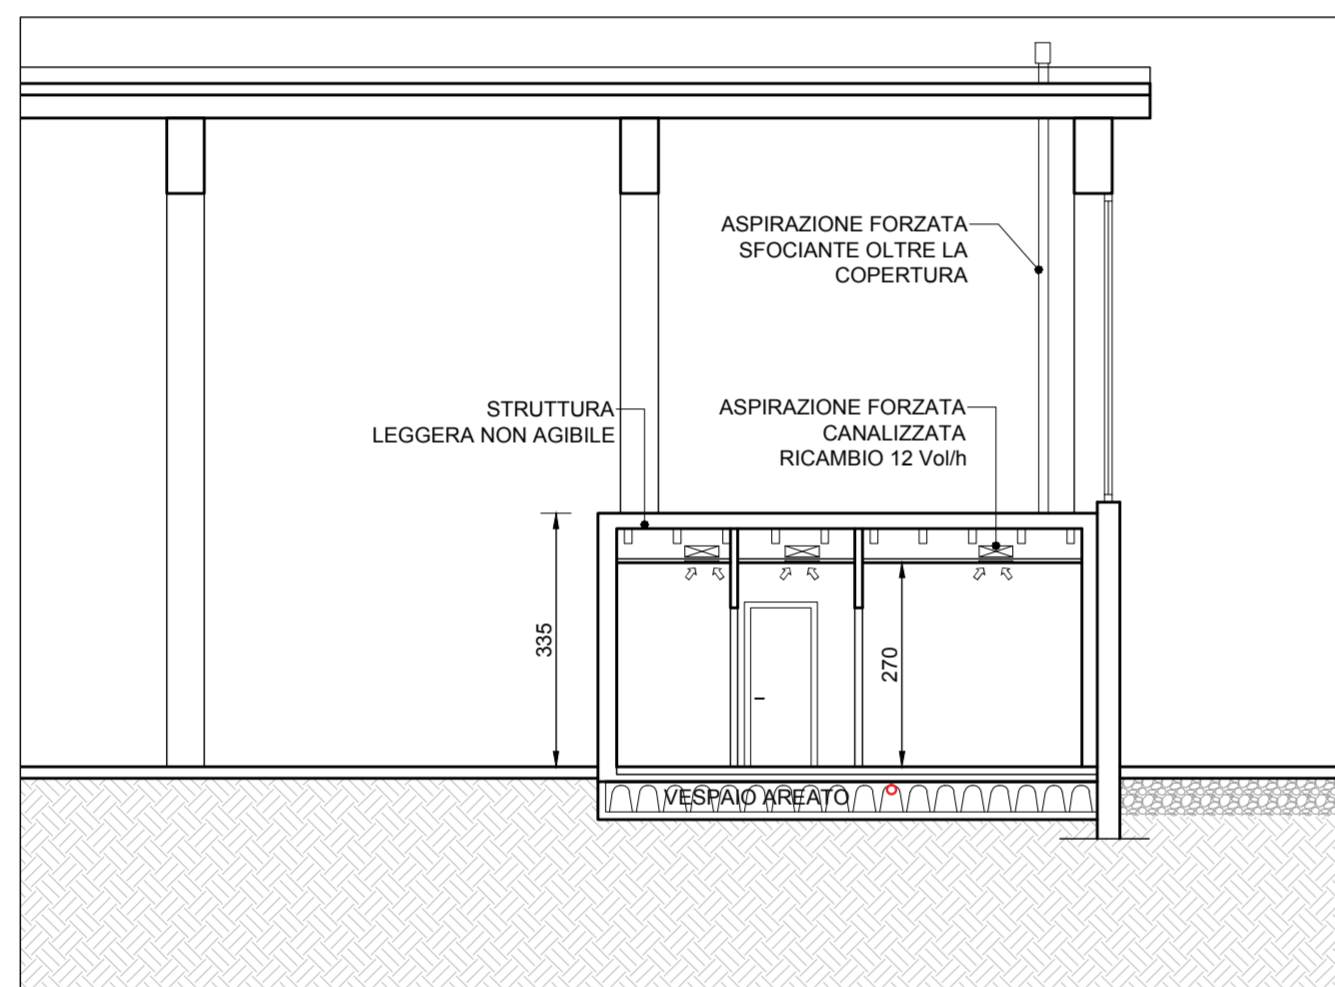 ASPIRAZIONE FORZATA
SFOCIANTE OLTRE LA
COPERTURA
STRUTTURA
LEGGERA NON AGIBILE
ASPIRAZIONE FORZATA
CANALIZZATA
RICAMBIO 12 Vol/h
335
270
VESPAIO AREATO